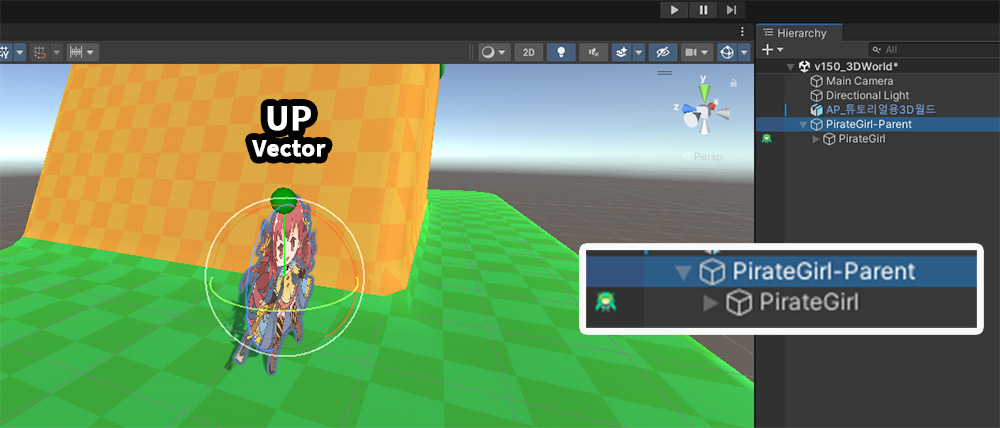 2D
Hierarchy
All
v150_3DWorld*
Main Camera
Directional Light
AP_튜토리얼용3D월드
PirateGirl-Parent
PirateGirl
y
x
z
Persp
UP
Vector
PirateGirl-Parent
PirateGirl